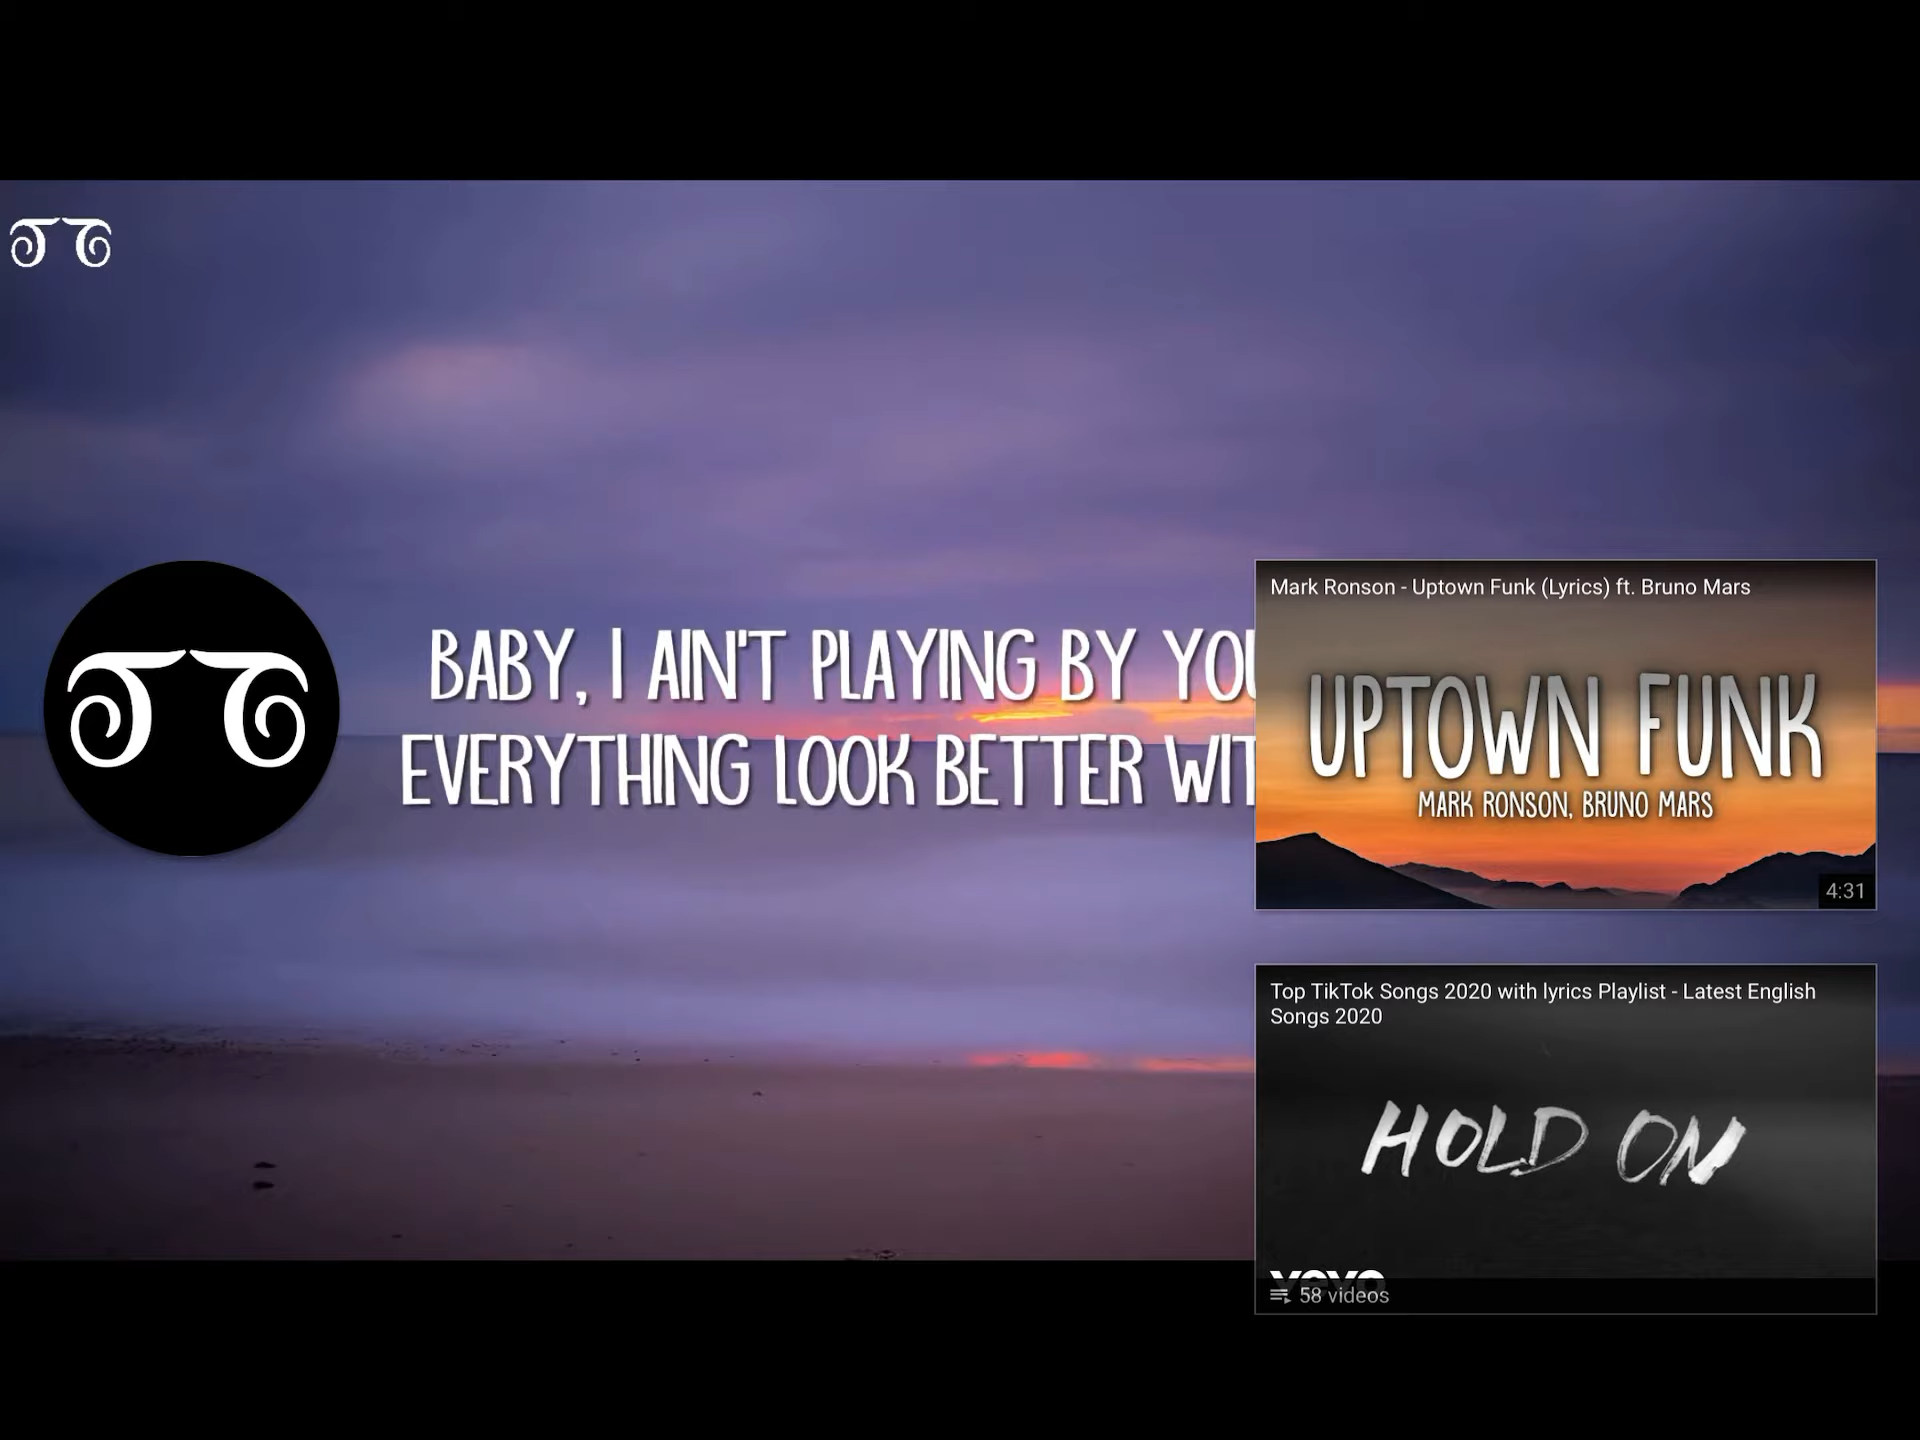 BABY, I AIN'T PLAYING BY YOU
EVERYTHING LOOK BETTER WIT
Mark Ronson - Uptown Funk (Lyrics) ft. Bruno Mars
UPTOWN FUNK
MARK RONSON, BRUNO MARS
4:31
Top TikTok Songs 2020 with lyrics Playlist - Latest English
Songs 2020
HOLD ON
vevo
58 videos